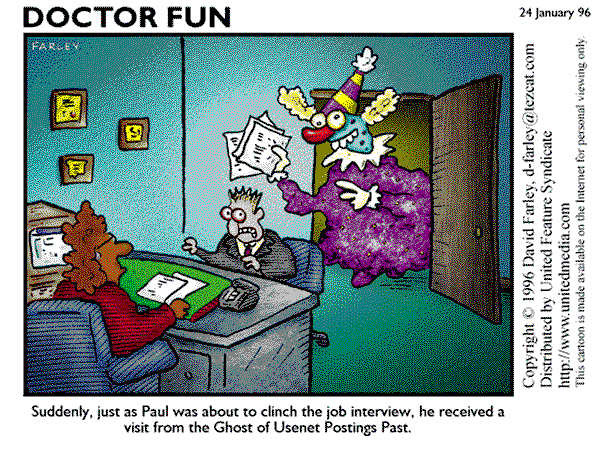 DOCTOR FUN
24 January 96
FARLEY
Suddenly, just as Paul was about to clinch the job interview, he received a
visit from the Ghost of Usenet Postings Past.
Copyright © 1996 David Farley, d-farley@tezcat.com
Distributed by United Feature Syndicate
http://www.unitedmedia.com
This cartoon is made available on the Internet for personal viewing only.